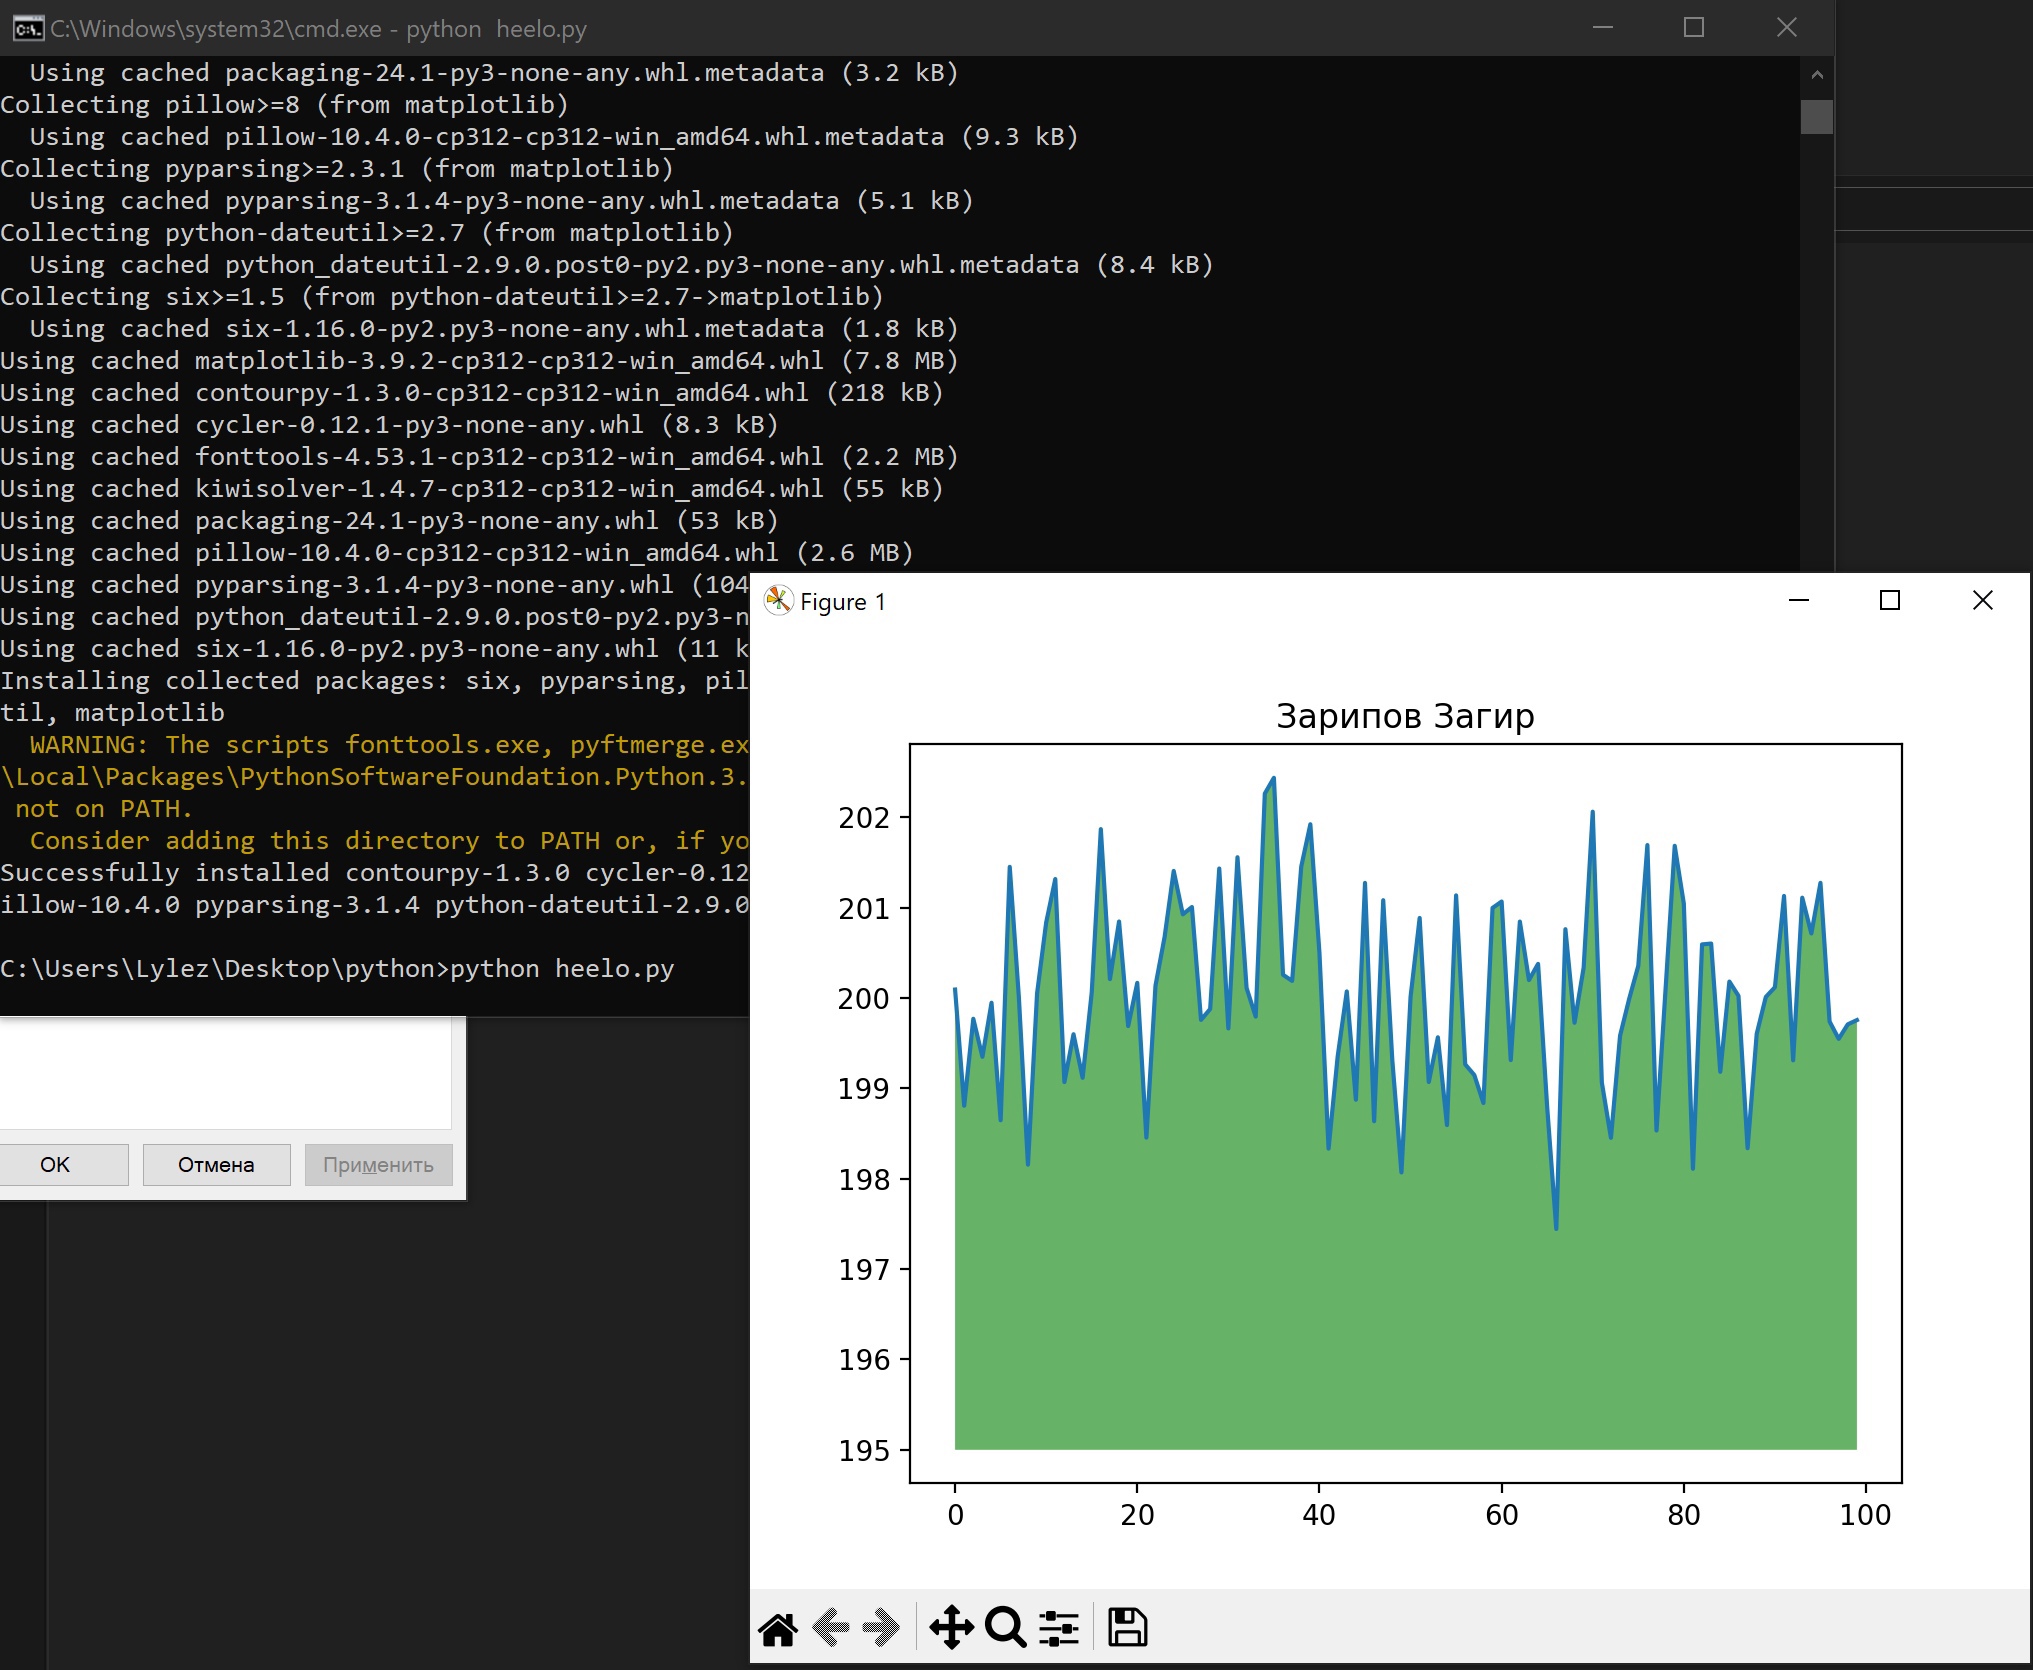 C:\Windows\system32\cmd.exe - python  heelo.py
Using cached packaging-24.1-py3-none-any.whl.metadata (3.2 kB)
Collecting pillow>=8 (from matplotlib)
Using cached pillow-10.4.0-cp312-cp312-win_amd64.whl.metadata (9.3 kB)
Collecting pyparsing>=2.3.1 (from matplotlib)
Using cached pyparsing-3.1.4-py3-none-any.whl.metadata (5.1 kB)
Collecting python-dateutil>=2.7 (from matplotlib)
Using cached python_dateutil-2.9.0.post0-py2.py3-none-any.whl.metadata (8.4 kB)
Collecting six>=1.5 (from python-dateutil>=2.7->matplotlib)
Using cached six-1.16.0-py2.py3-none-any.whl.metadata (1.8 kB)
Using cached matplotlib-3.9.2-cp312-cp312-win_amd64.whl (7.8 MB)
Using cached contourpy-1.3.0-cp312-cp312-win_amd64.whl (218 kB)
Using cached cycler-0.12.1-py3-none-any.whl (8.3 kB)
Using cached fonttools-4.53.1-cp312-cp312-win_amd64.whl (2.2 MB)
Using cached kiwisolver-1.4.7-cp312-cp312-win_amd64.whl (55 kB)
Using cached packaging-24.1-py3-none-any.whl (53 kB)
Using cached pillow-10.4.0-cp312-cp312-win_amd64.whl (2.6 MB)
Using cached pyparsing-3.1.4-py3-none-any.whl (104
Using cached python_dateutil-2.9.0.post0-py2.py3-n
Using cached six-1.16.0-py2.py3-none-any.whl (11 k
Installing collected packages: six, pyparsing, pil
til, matplotlib
WARNING: The scripts fonttools.exe, pyftmerge.ex
\Local\Packages\PythonSoftwareFoundation.Python.3.
not on PATH.
Consider adding this directory to PATH or, if yo
Successfully installed contourpy-1.3.0 cycler-0.12
illow-10.4.0 pyparsing-3.1.4 python-dateutil-2.9.0
C:\Users\Lylez\Desktop\python>python heelo.py
OK
Отмена
Применить
Figure 1
Зарипов Загир
202
201
200
199
198
197
196
195
0 20 40 60 80 100